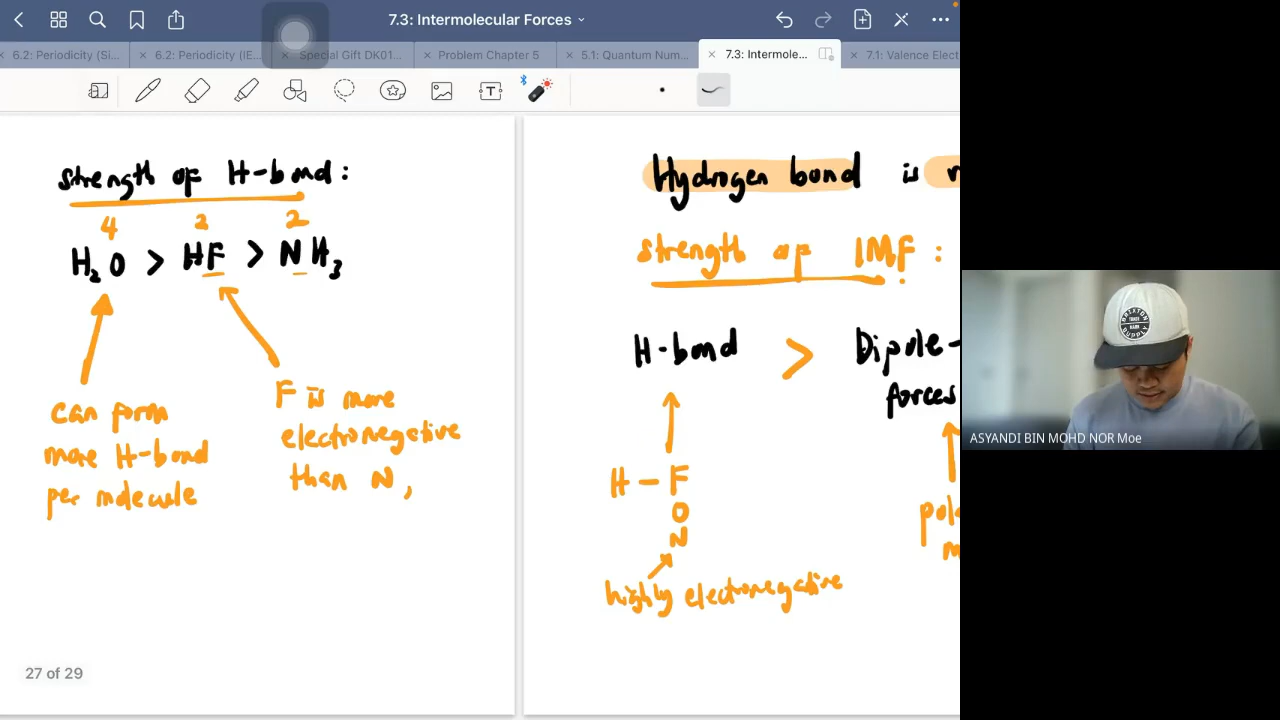 7.3: Intermolecular Forces
6.2: Periodicity (Si...
6.2: Periodicity (IE...
Special Gift DK01...
Problem Chapter 5
5.1: Quantum Num...
7.3: Intermole...
7.1: Valence Elect
strength of H-bond:
4 2 2
H2O > HF > NH3
can form
more H-bond
per molecule
F is more
electronegative
than N,
27 of 29
Hydrogen bond is
strength of IMF:
H-bond > Dipole-
forces
H-F
O
N
highly electronegative
pol
BRIXTON
SUPPLY
ASYANDI BIN MOHD NOR Moe